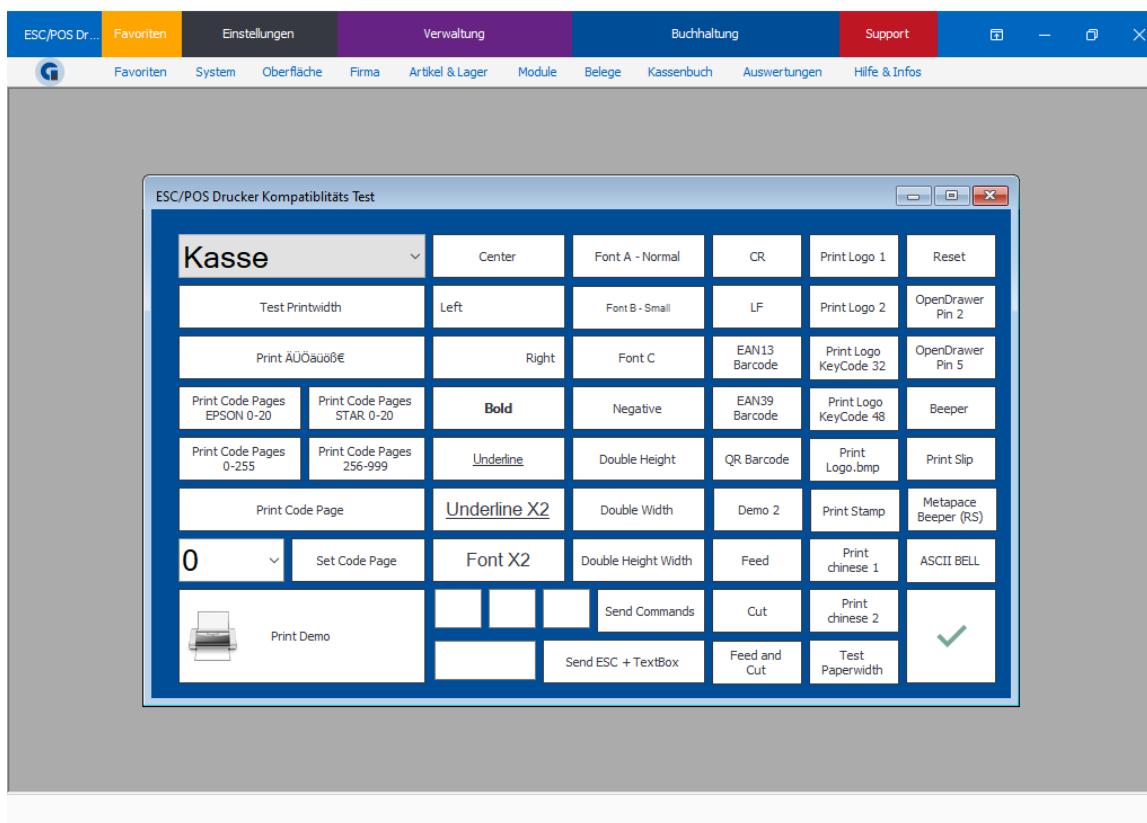 ESC/POS Dr... Favoriten Einstellungen Verwaltung Buchhaltung Support
G Favoriten System Oberfläche Firma Artikel & Lager Module Belege Kassenbuch Auswertungen Hilfe & Infos
ESC/POS Drucker Kompatiblitäts Test
Kasse Center Font A - Normal CR Print Logo 1 Reset
Test Printwidth Left Font B - Small LF Print Logo 2 OpenDrawer
Pin 2
Print ÄÜÖäüöß€ Right Font C EAN13
Barcode Print Logo
KeyCode 32 OpenDrawer
Pin 5
Print Code Pages
EPSON 0-20 Print Code Pages
STAR 0-20 Bold Negative EAN39
Barcode Print Logo
KeyCode 48 Beeper
Print Code Pages
0-255 Print Code Pages
256-999 Underline Double Height QR Barcode Print
Logo.bmp Print Slip
Print Code Page Underline X2 Double Width Demo 2 Print Stamp Metapace
Beeper (RS)
0 Set Code Page Font X2 Double Height Width Feed Print
chinese 1 ASCII BELL
Print Demo Send Commands Cut Print
chinese 2
Send ESC + TextBox Feed and
Cut Test
Paperwidth